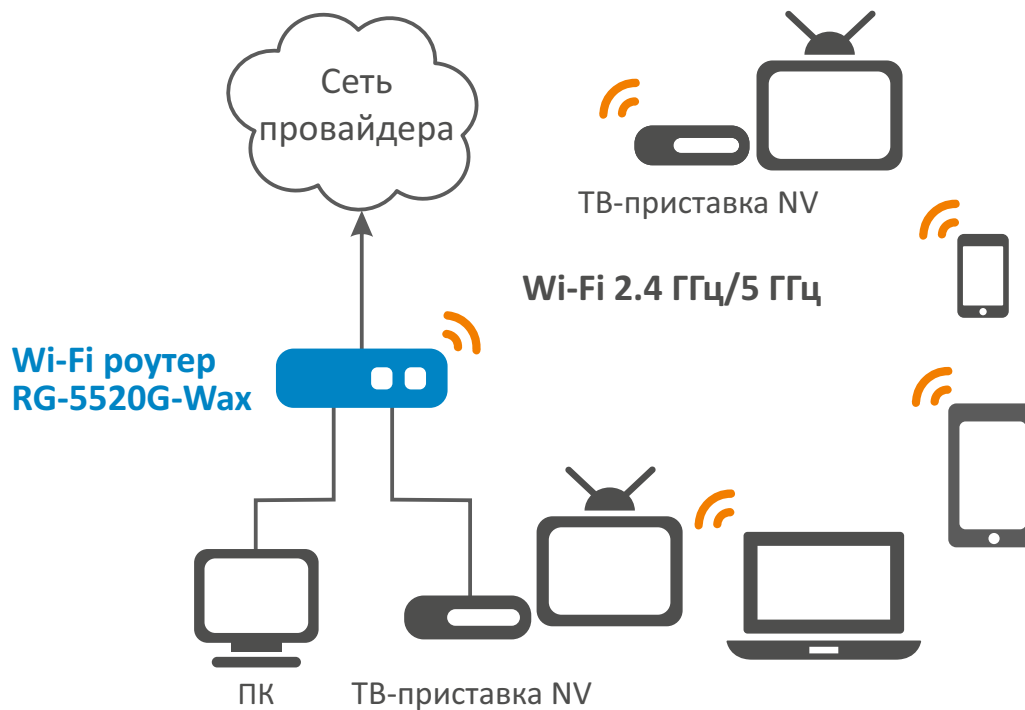 Сеть
провайдера
ТВ-приставка NV
Wi-Fi 2.4 ГГц/5 ГГц
Wi-Fi роутер
RG-5520G-Wax
ПК
ТВ-приставка NV